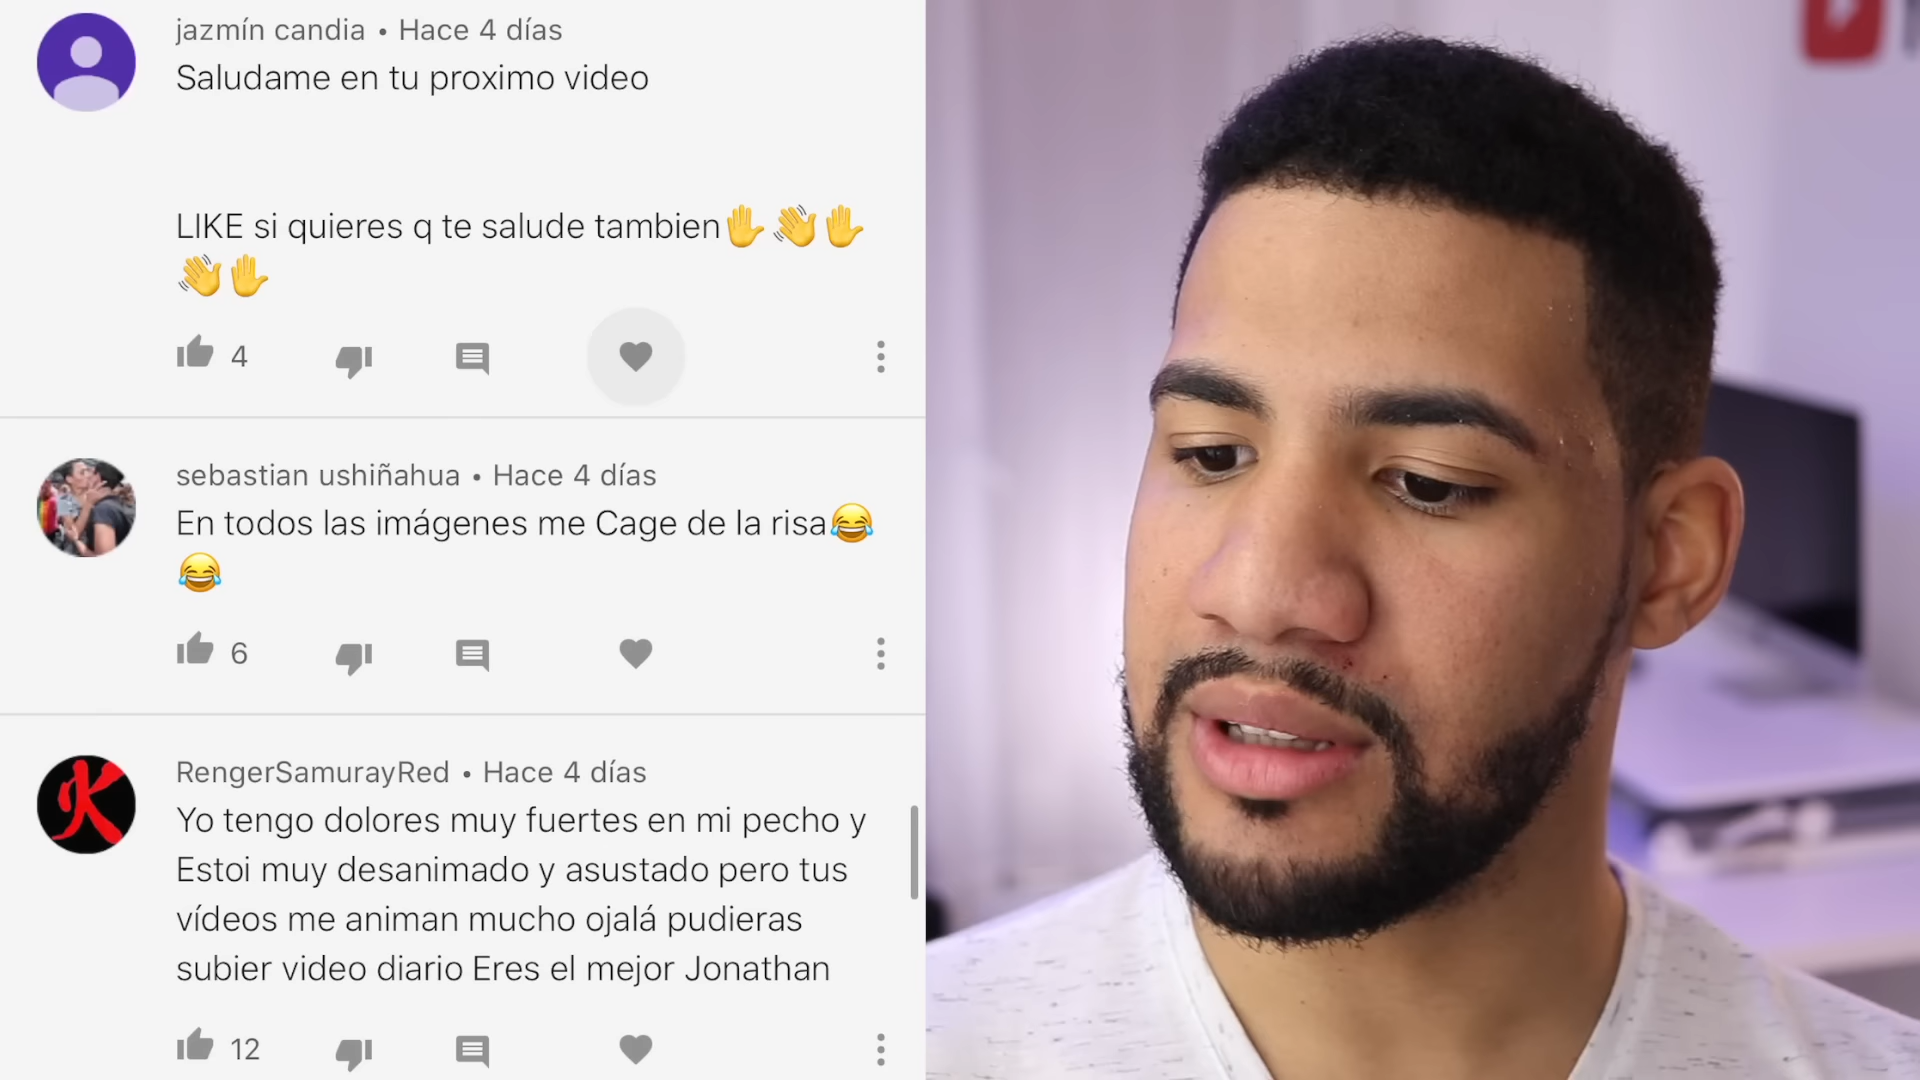 jazmín candia • Hace 4 días
Saludame en tu proximo video
LIKE si quieres q te salude tambien🖐👋🖐
👋🖐
4
sebastian ushiñahua • Hace 4 días
En todos las imágenes me Cage de la risa😂
😂
6
RengerSamurayRed • Hace 4 días
Yo tengo dolores muy fuertes en mi pecho y
Estoi muy desanimado y asustado pero tus
vídeos me animan mucho ojalá pudieras
subier video diario Eres el mejor Jonathan
12